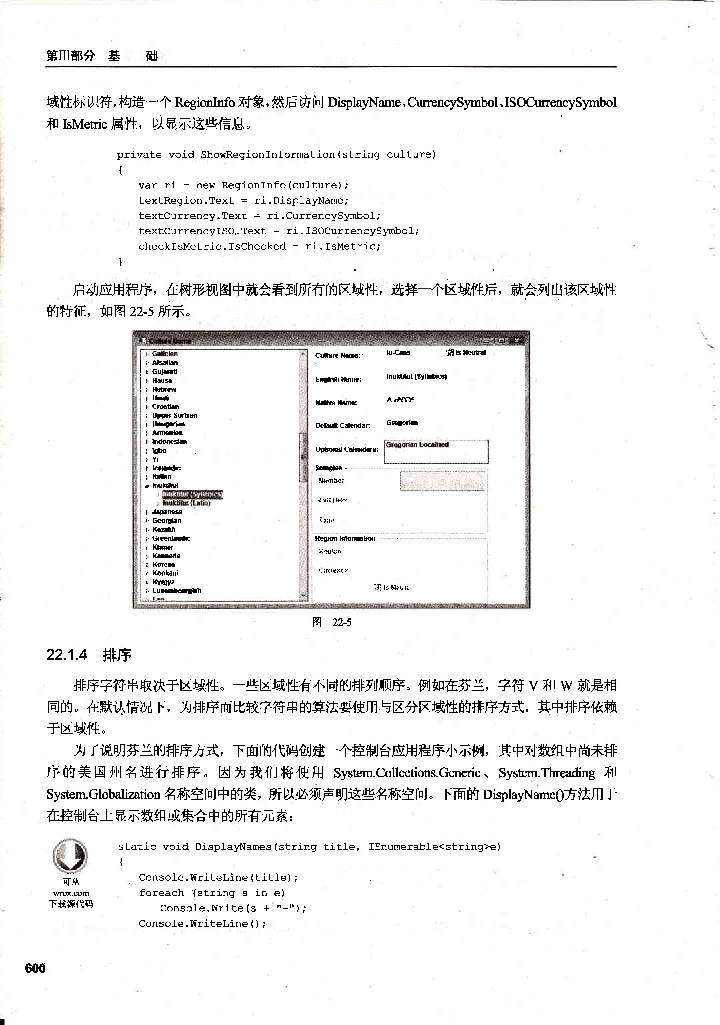 第III部分 基 础
域性标识符,构造一个 RegionInfo 对象,然后访问 DisplayName、CurrencySymbol、ISOCurrencySymbol
和 IsMetric 属性，以显示这些信息。
private void ShowRegionInformation(string culture)
{
var ri = new RegionInfo(culture);
textRegion.Text = ri.DisplayName;
textCurrency.Text = ri.CurrencySymbol;
textCurrencyISO.Text = ri.ISOCurrencySymbol;
checkIsMetric.IsChecked = ri.IsMetric;
}
启动应用程序，在树形视图中就会看到所有的区域性，选择一个区域性后，就会列出该区域性
的特征，如图 22-5 所示。
Culture Demo
Galician
Alsatian
Gujarati
Hausa
Hebrew
Hindi
Croatian
Upper Sorbian
Hungarian
Armenian
Indonesian
Igbo
Yi
Icelandic
Italian
Inuktitut
Inuktitut (Syllabics)
Inuktitut (Latin)
Japanese
Georgian
Kazakh
Greenlandic
Khmer
Kannada
Korean
Konkani
Kyrgyz
Luxembourgish
Lao
Culture Name:
iu-Cans
Is Neutral
English Name:
Inuktitut (Syllabics)
Native Name:
Default Calendar:
Gregorian
Optional Calendars:
Gregorian Localized
Samples
Number
Full Date
Time
Region Information
Region
Currency
Is Metric
图 22-5
22.1.4 排序
排序字符串取决于区域性。一些区域性有不同的排列顺序。例如在芬兰，字符 V 和 W 就是相
同的。在默认情况下，为排序而比较字符串的算法要使用与区分区域性的排序方式，其中排序依赖
于区域性。
为了说明芬兰的排序方式，下面的代码创建一个控制台应用程序小示例，其中对数组中尚未排
序的美国州名进行排序。因为我们将使用 System.Collections.Generic、System.Threading 和
System.Globalization 名称空间中的类，所以必须声明这些名称空间。下面的 DisplayName()方法用于
在控制台上显示数组或集合中的所有元素：
static void DisplayNames(string title, IEnumerable<string>e)
{
Console.WriteLine(title);
foreach (string s in e)
Console.Write(s + "-");
Console.WriteLine();
可从
wrox.com
下载源代码
600